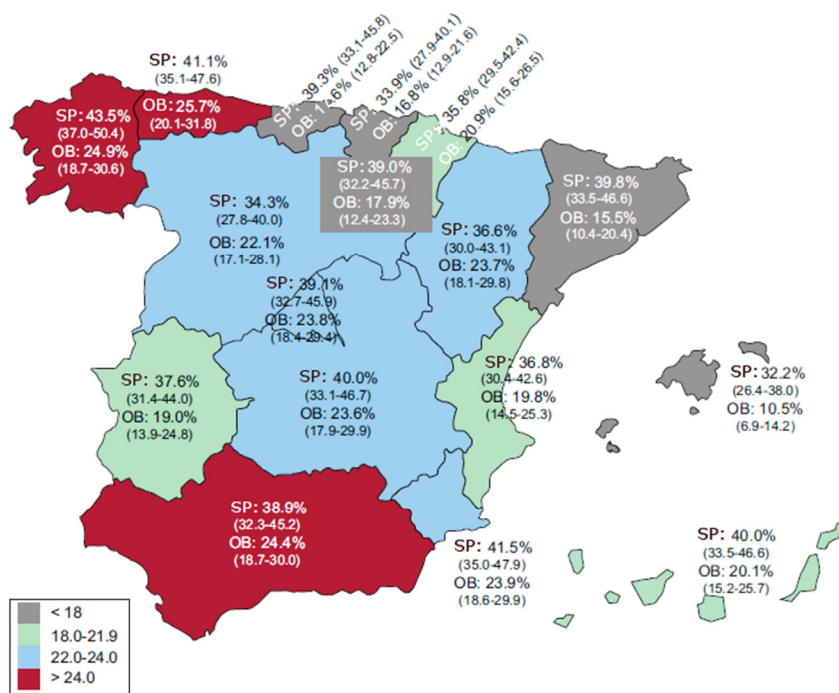 SP: 41.1%
(35.1-47.6)
OB: 25.7%
(20.1-31.8)
SP: 43.5%
(37.0-50.4)
OB: 24.9%
(18.7-30.6)
SP: 39.3% (33.1-45.8)
OB: (12.8-22.5)
SP: 33.9% (27.9-40.1)
OB: 16.8% (12.9-21.6)
SP: 35.8% (29.5-42.4)
OB: 20.9% (15.6-26.5)
SP: 39.0%
(32.2-45.7)
OB: 17.9%
(12.4-23.3)
SP: 34.3%
(27.8-40.0)
OB: 22.1%
(17.1-28.1)
SP: 36.6%
(30.0-43.1)
OB: 23.7%
(18.1-29.8)
SP: 39.8%
(33.5-46.6)
OB: 15.5%
(10.4-20.4)
39.1%
(32.7-45.9)
OB: 23.8%
(18.4-29.4)
SP: 37.6%
(31.4-44.0)
OB: 19.0%
(13.9-24.8)
SP: 40.0%
(33.1-46.7)
OB: 23.6%
(17.9-29.9)
SP: 36.8%
(30.4-42.6)
OB: 19.8%
(14.5-25.3)
SP: 32.2%
(26.4-38.0)
OB: 10.5%
(6.9-14.2)
SP: 38.9%
(32.3-45.2)
OB: 24.4%
(18.7-30.0)
SP: 41.5%
(35.0-47.9)
OB: 23.9%
(18.6-29.9)
SP: 40.0%
(33.5-46.6)
OB: 20.1%
(15.2-25.7)
< 18
18.0-21.9
22.0-24.0
> 24.0